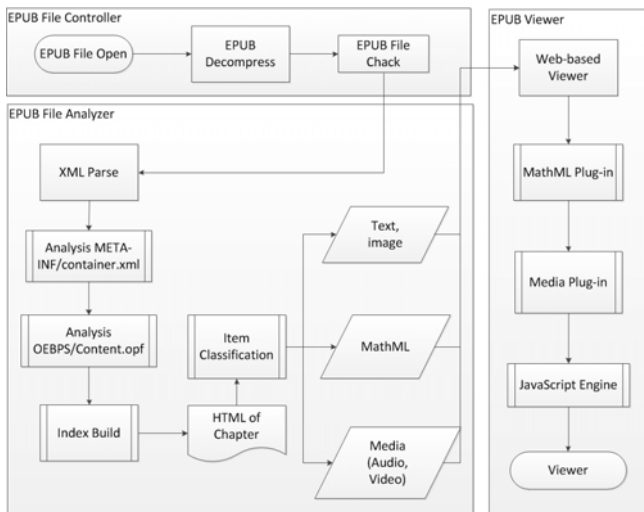 EPUB File Controller
EPUB File Open
EPUB
Decompress
EPUB File
Chack
EPUB File Analyzer
XML Parse
Analysis META-
INF/container.xml
Analysis
OEBPS/Content.opf
Index Build
HTML of
Chapter
Item
Classification
Text,
image
MathML
Media
(Audio,
Video)
EPUB Viewer
Web-based
Viewer
MathML Plug-in
Media Plug-in
JavaScript Engine
Viewer